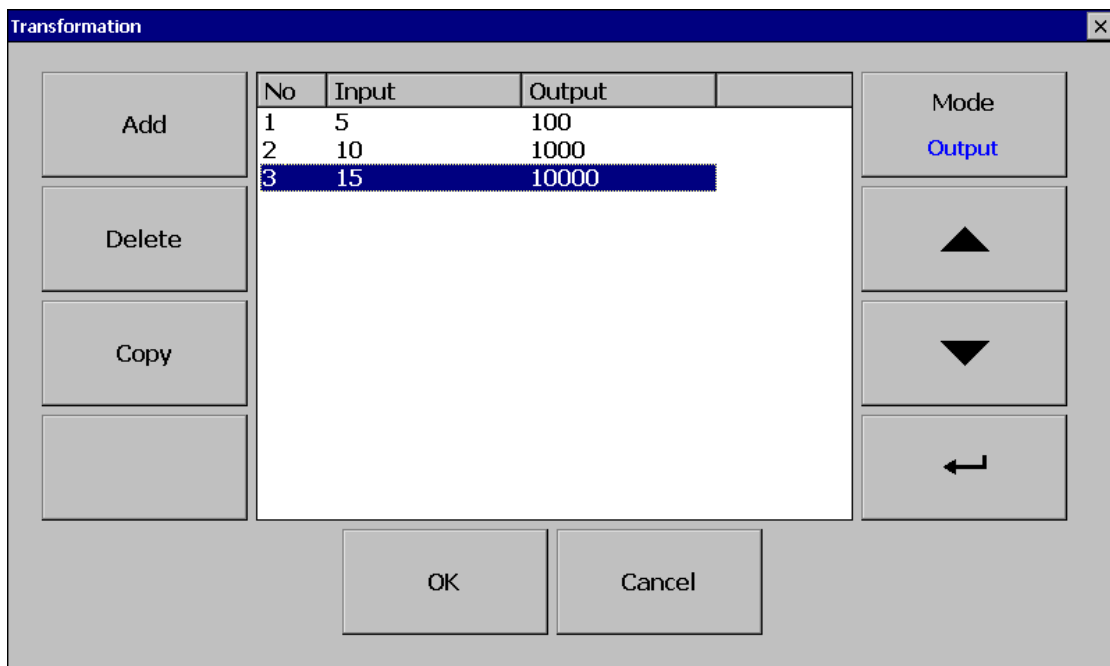 Transformation
Add
Delete
Copy
No Input Output
1 5 100
2 10 1000
3 15 10000
Mode
Output
OK
Cancel